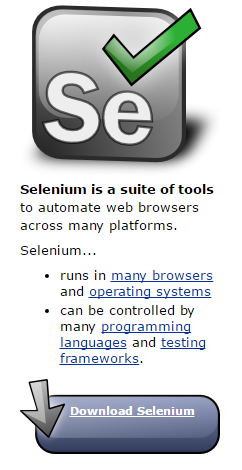 Se
Selenium is a suite of tools
to automate web browsers
across many platforms.
Selenium...
runs in many browsers
and operating systems
can be controlled by
many programming
languages and testing
frameworks.
Download Selenium